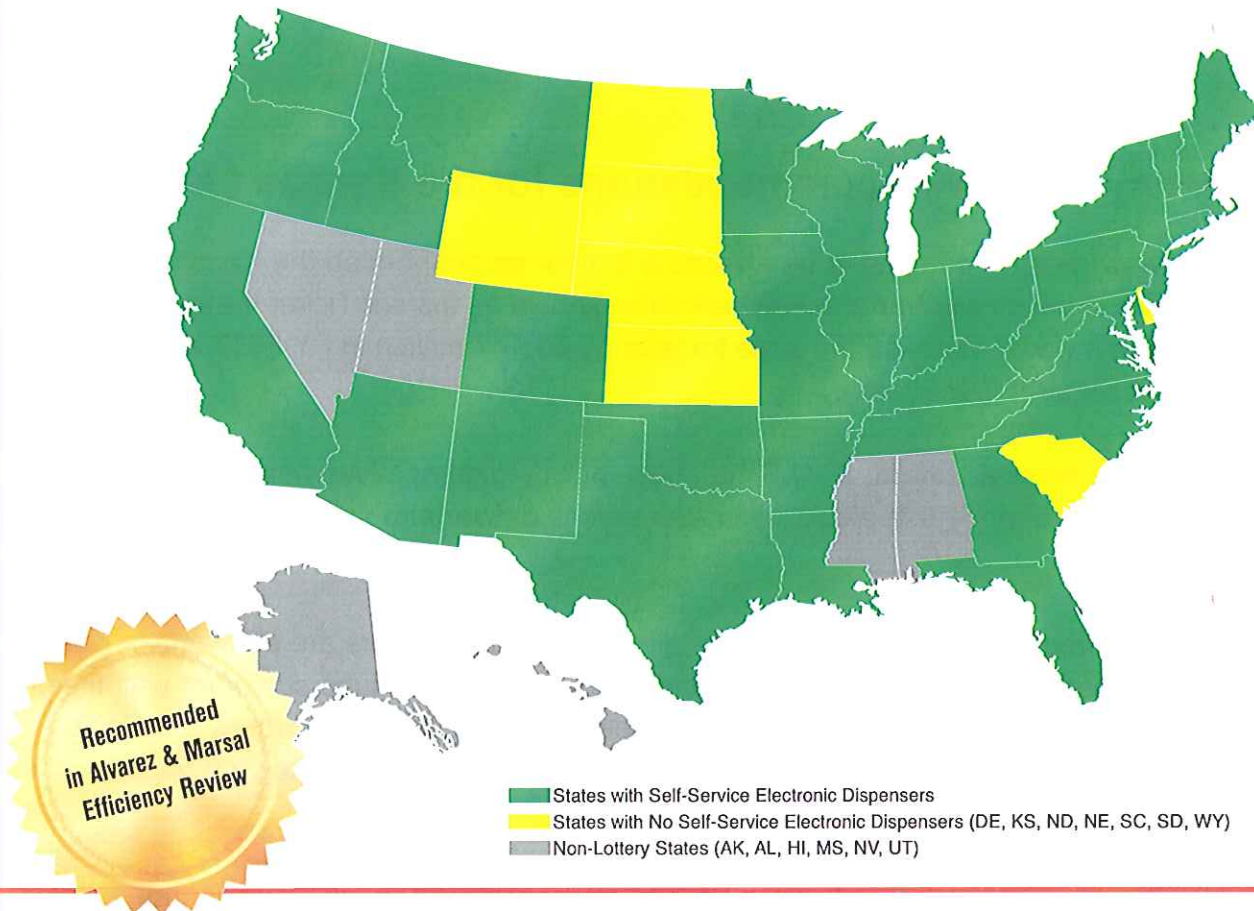 Recommended
in Alvarez & Marsal
Efficiency Review
States with Self-Service Electronic Dispensers
States with No Self-Service Electronic Dispensers (DE, KS, ND, NE, SC, SD, WY)
Non-Lottery States (AK, AL, HI, MS, NV, UT)